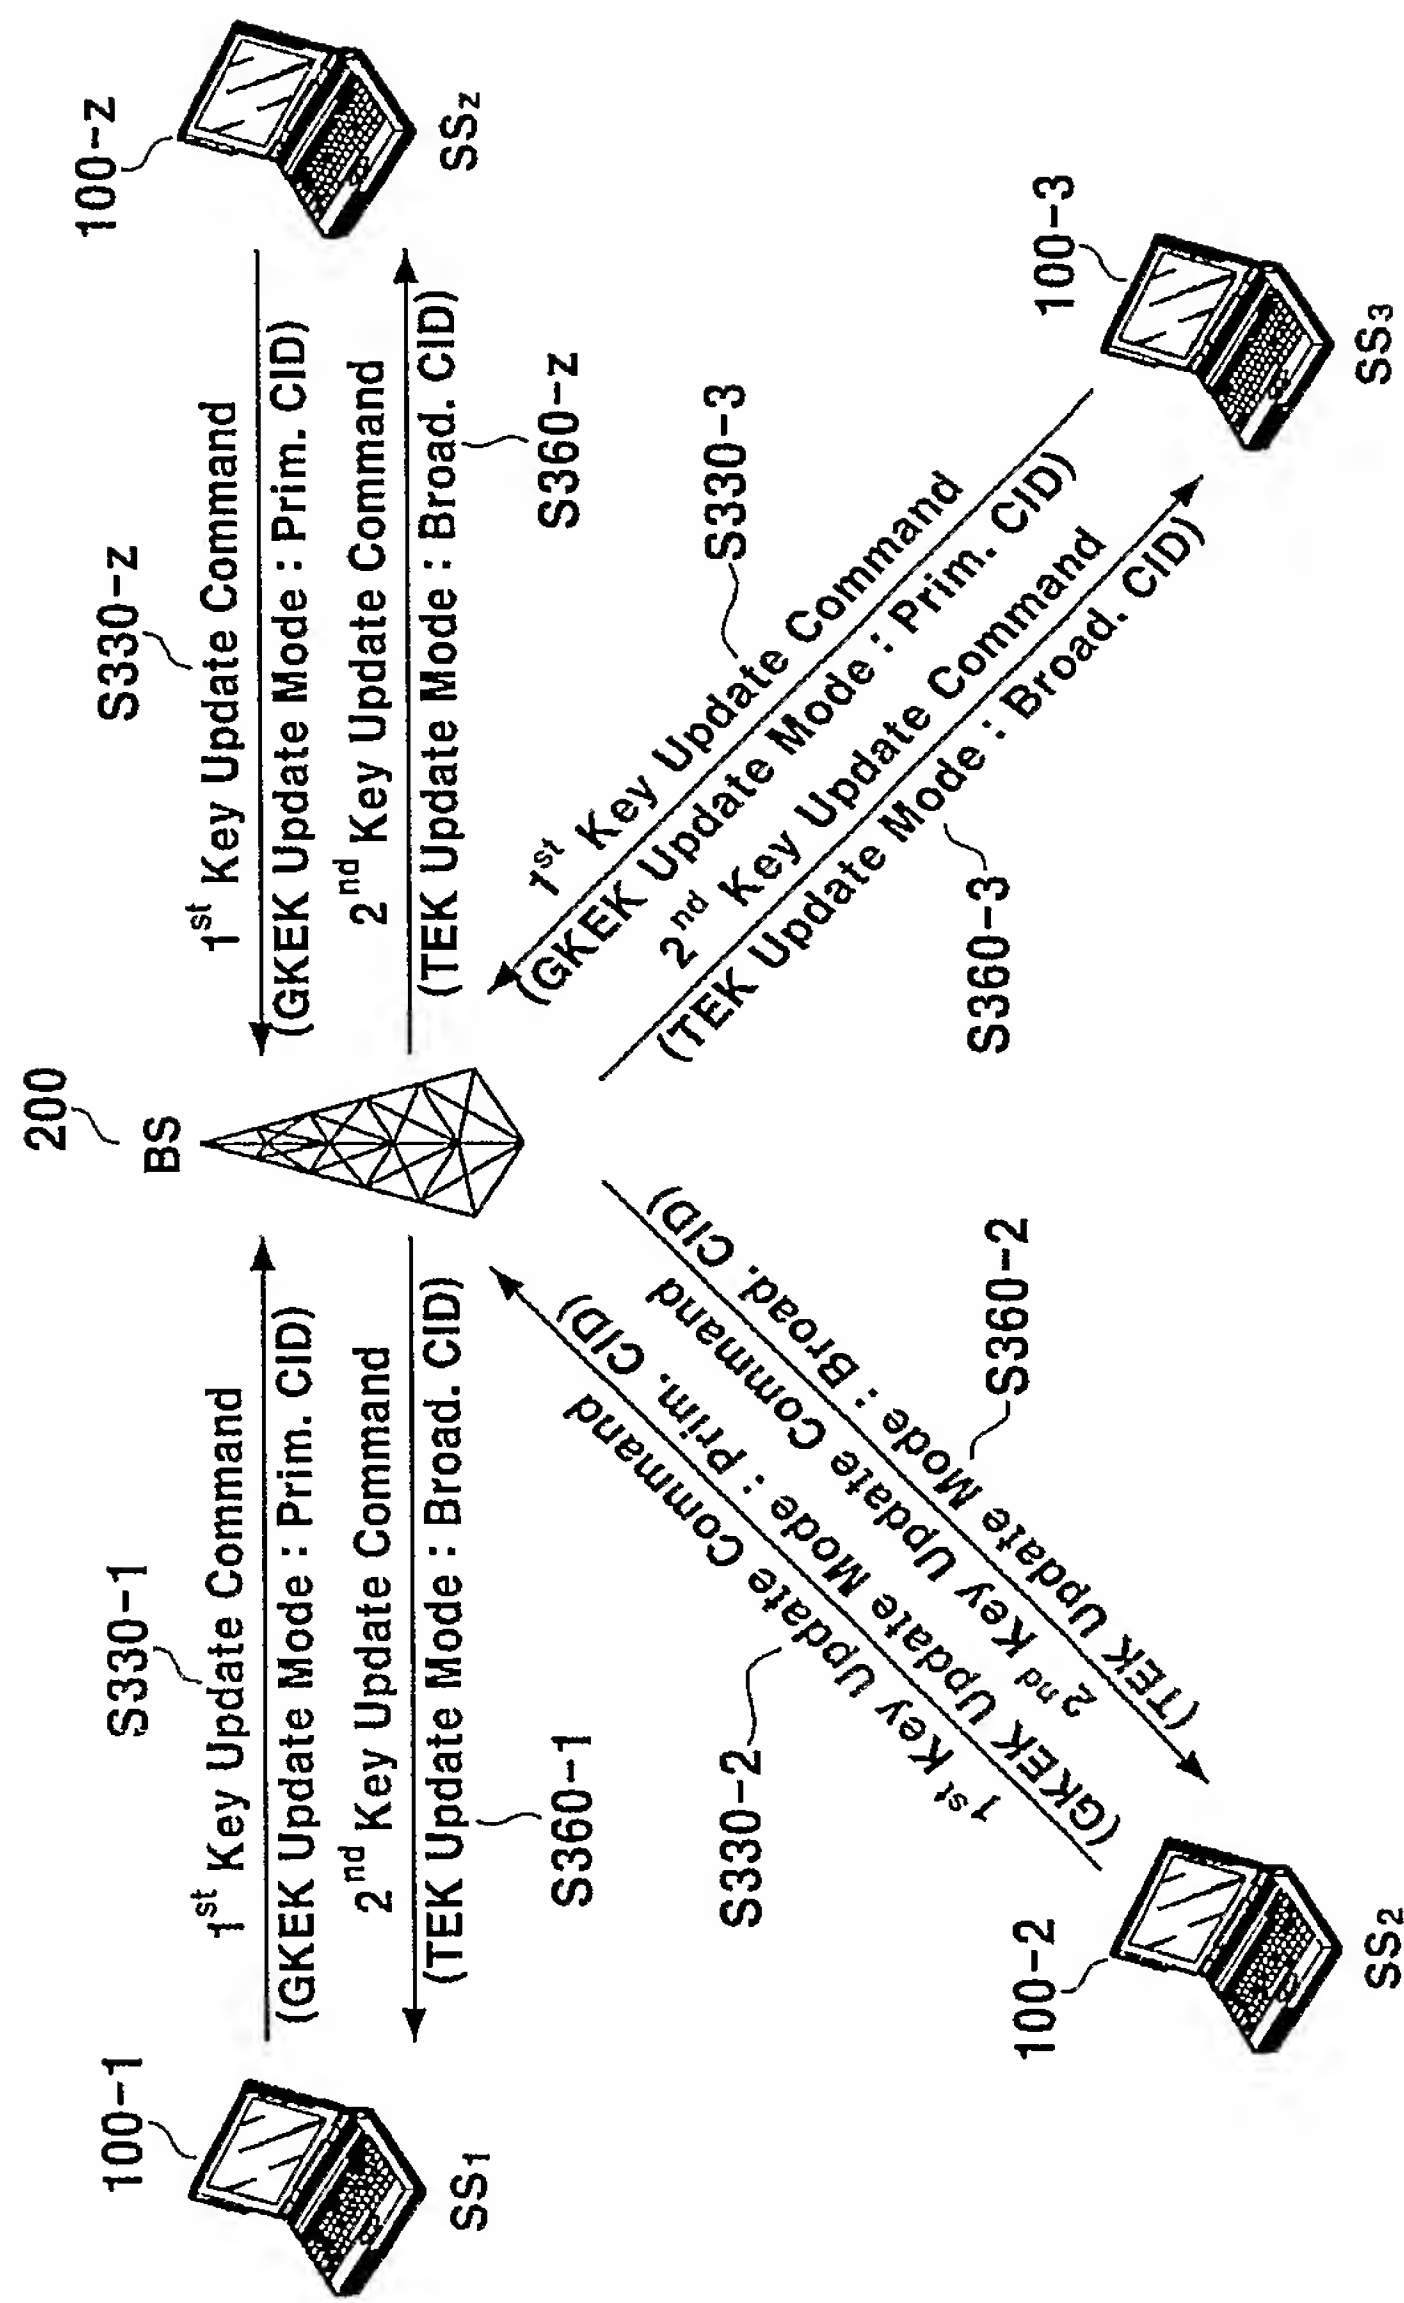 200
BS
100-1
SS1
S330-1
1st Key Update Command
(GKEK Update Mode : Prim. CID)
2nd Key Update Command
(TEK Update Mode : Broad. CID)
S360-1
100-z
SSz
S330-z
1st Key Update Command
(GKEK Update Mode : Prim. CID)
2nd Key Update Command
(TEK Update Mode : Broad. CID)
S360-z
S330-2
1st Key Update Command
(GKEK Update Mode : Prim. CID)
2nd Key Update Command
(TEK Update Mode : Broad. CID)
S360-2
100-2
SS2
S330-3
1st Key Update Command
(GKEK Update Mode : Prim. CID)
2nd Key Update Command
(TEK Update Mode : Broad. CID)
S360-3
100-3
SS3